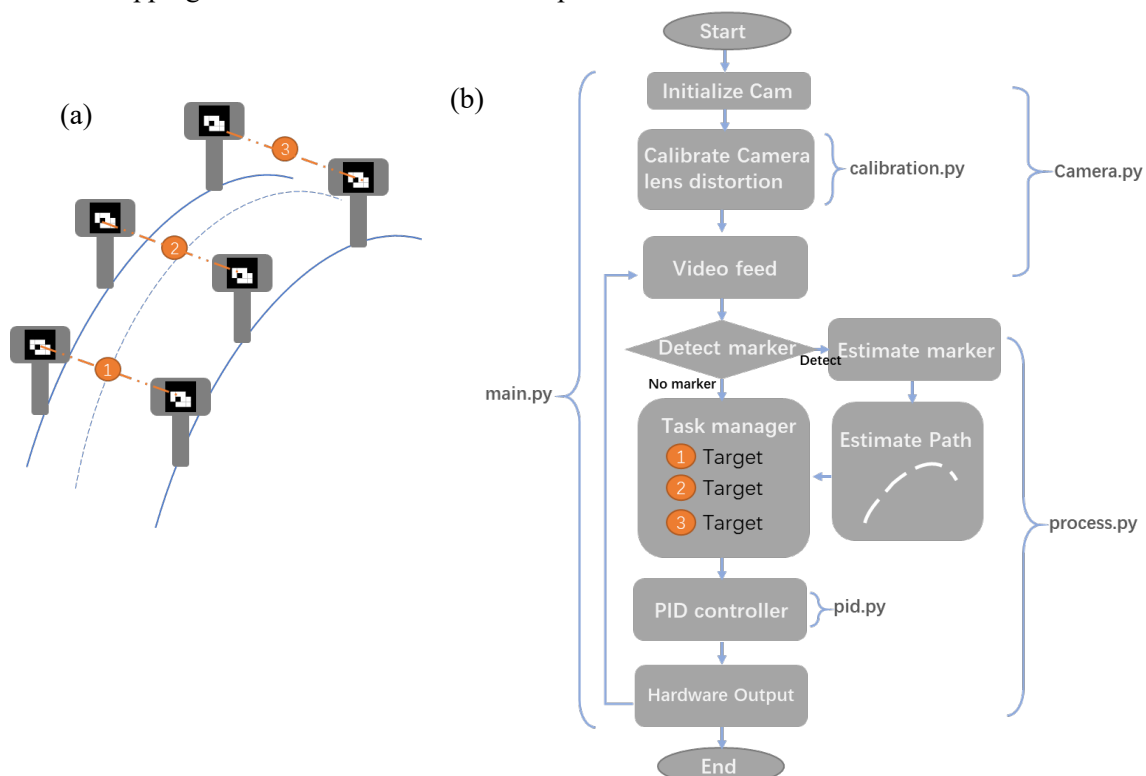 (a)
3
2
1
(b)
Start
Initialize Cam
Calibrate Camera
lens distortion
calibration.py
Camera.py
Video feed
Detect marker
Detect
Estimate marker
No marker
main.py
Task manager
1 Target
2 Target
3 Target
Estimate Path
process.py
PID controller
pid.py
Hardware Output
End